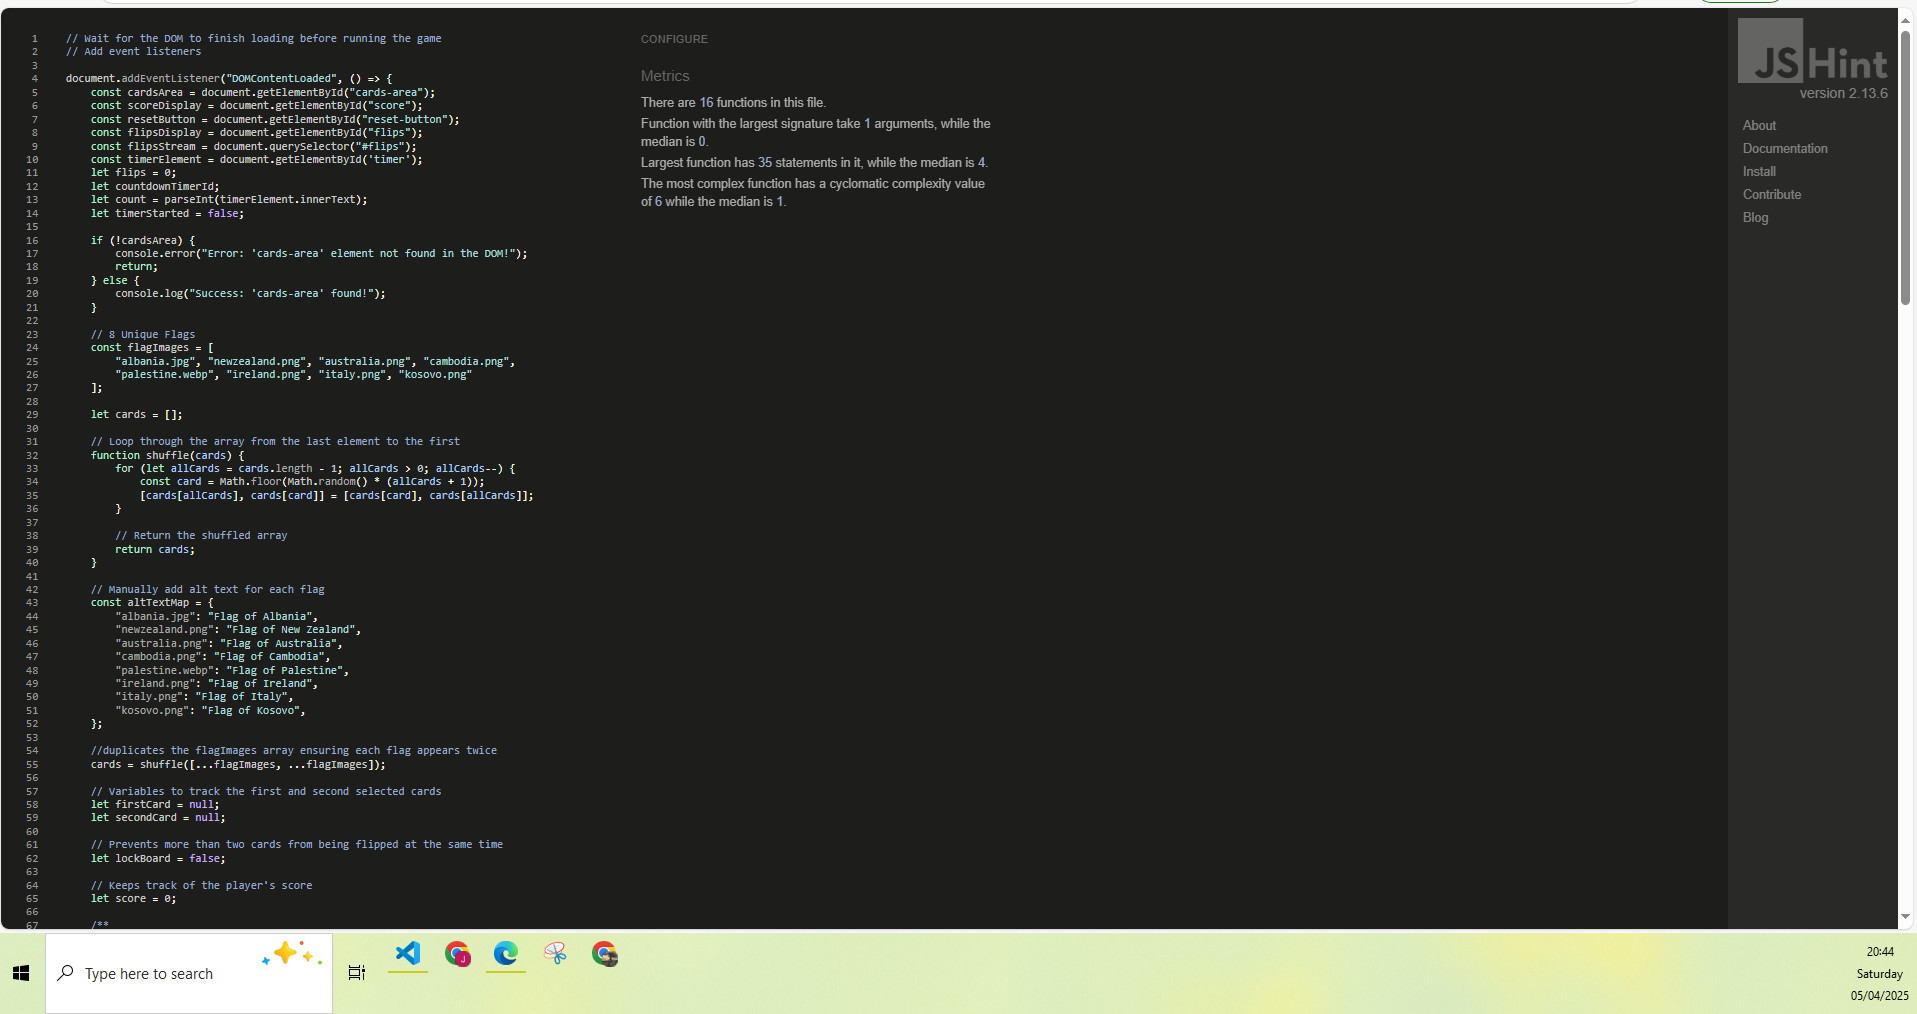 1 // Wait for the DOM to finish loading before running the game
2 // Add event listeners
3
4 document.addEventListener("DOMContentLoaded", () => {
5 const cardsArea = document.getElementById("cards-area");
6 const scoreDisplay = document.getElementById("score");
7 const resetButton = document.getElementById("reset-button");
8 const flipsDisplay = document.getElementById("flips");
9 const flipsStream = document.querySelector("#flips");
10 const timerElement = document.getElementById('timer');
11 let flips = 0;
12 let countdownTimerId;
13 let count = parseInt(timerElement.innerText);
14 let timerStarted = false;
15
16 if (!cardsArea) {
17 console.error("Error: 'cards-area' element not found in the DOM!");
18 return;
19 } else {
20 console.log("Success: 'cards-area' found!");
21 }
22
23 // 8 Unique Flags
24 const flagImages = [
25 "albania.jpg", "newzealand.png", "australia.png", "cambodia.png",
26 "palestine.webp", "ireland.png", "italy.png", "kosovo.png"
27 ];
28
29 let cards = [];
30
31 // Loop through the array from the last element to the first
32 function shuffle(cards) {
33 for (let allCards = cards.length - 1; allCards > 0; allCards--) {
34 const card = Math.floor(Math.random() * (allCards + 1));
35 [cards[allCards], cards[card]] = [cards[card], cards[allCards]];
36 }
37
38 // Return the shuffled array
39 return cards;
40 }
41
42 // Manually add alt text for each flag
43 const altTextMap = {
44 "albania.jpg": "Flag of Albania",
45 "newzealand.png": "Flag of New Zealand",
46 "australia.png": "Flag of Australia",
47 "cambodia.png": "Flag of Cambodia",
48 "palestine.webp": "Flag of Palestine",
49 "ireland.png": "Flag of Ireland",
50 "italy.png": "Flag of Italy",
51 "kosovo.png": "Flag of Kosovo",
52 };
53
54 //duplicates the flagImages array ensuring each flag appears twice
55 cards = shuffle([...flagImages, ...flagImages]);
56
57 // Variables to track the first and second selected cards
58 let firstCard = null;
59 let secondCard = null;
60
61 // Prevents more than two cards from being flipped at the same time
62 let lockBoard = false;
63
64 // Keeps track of the player's score
65 let score = 0;
66
67 /**
CONFIGURE
Metrics
There are 16 functions in this file.
Function with the largest signature take 1 arguments, while the
median is 0.
Largest function has 35 statements in it, while the median is 4.
The most complex function has a cyclomatic complexity value
of 6 while the median is 1.
JSHint
version 2.13.6
About
Documentation
Install
Contribute
Blog
Type here to search
J
20:44
Saturday
05/04/2025